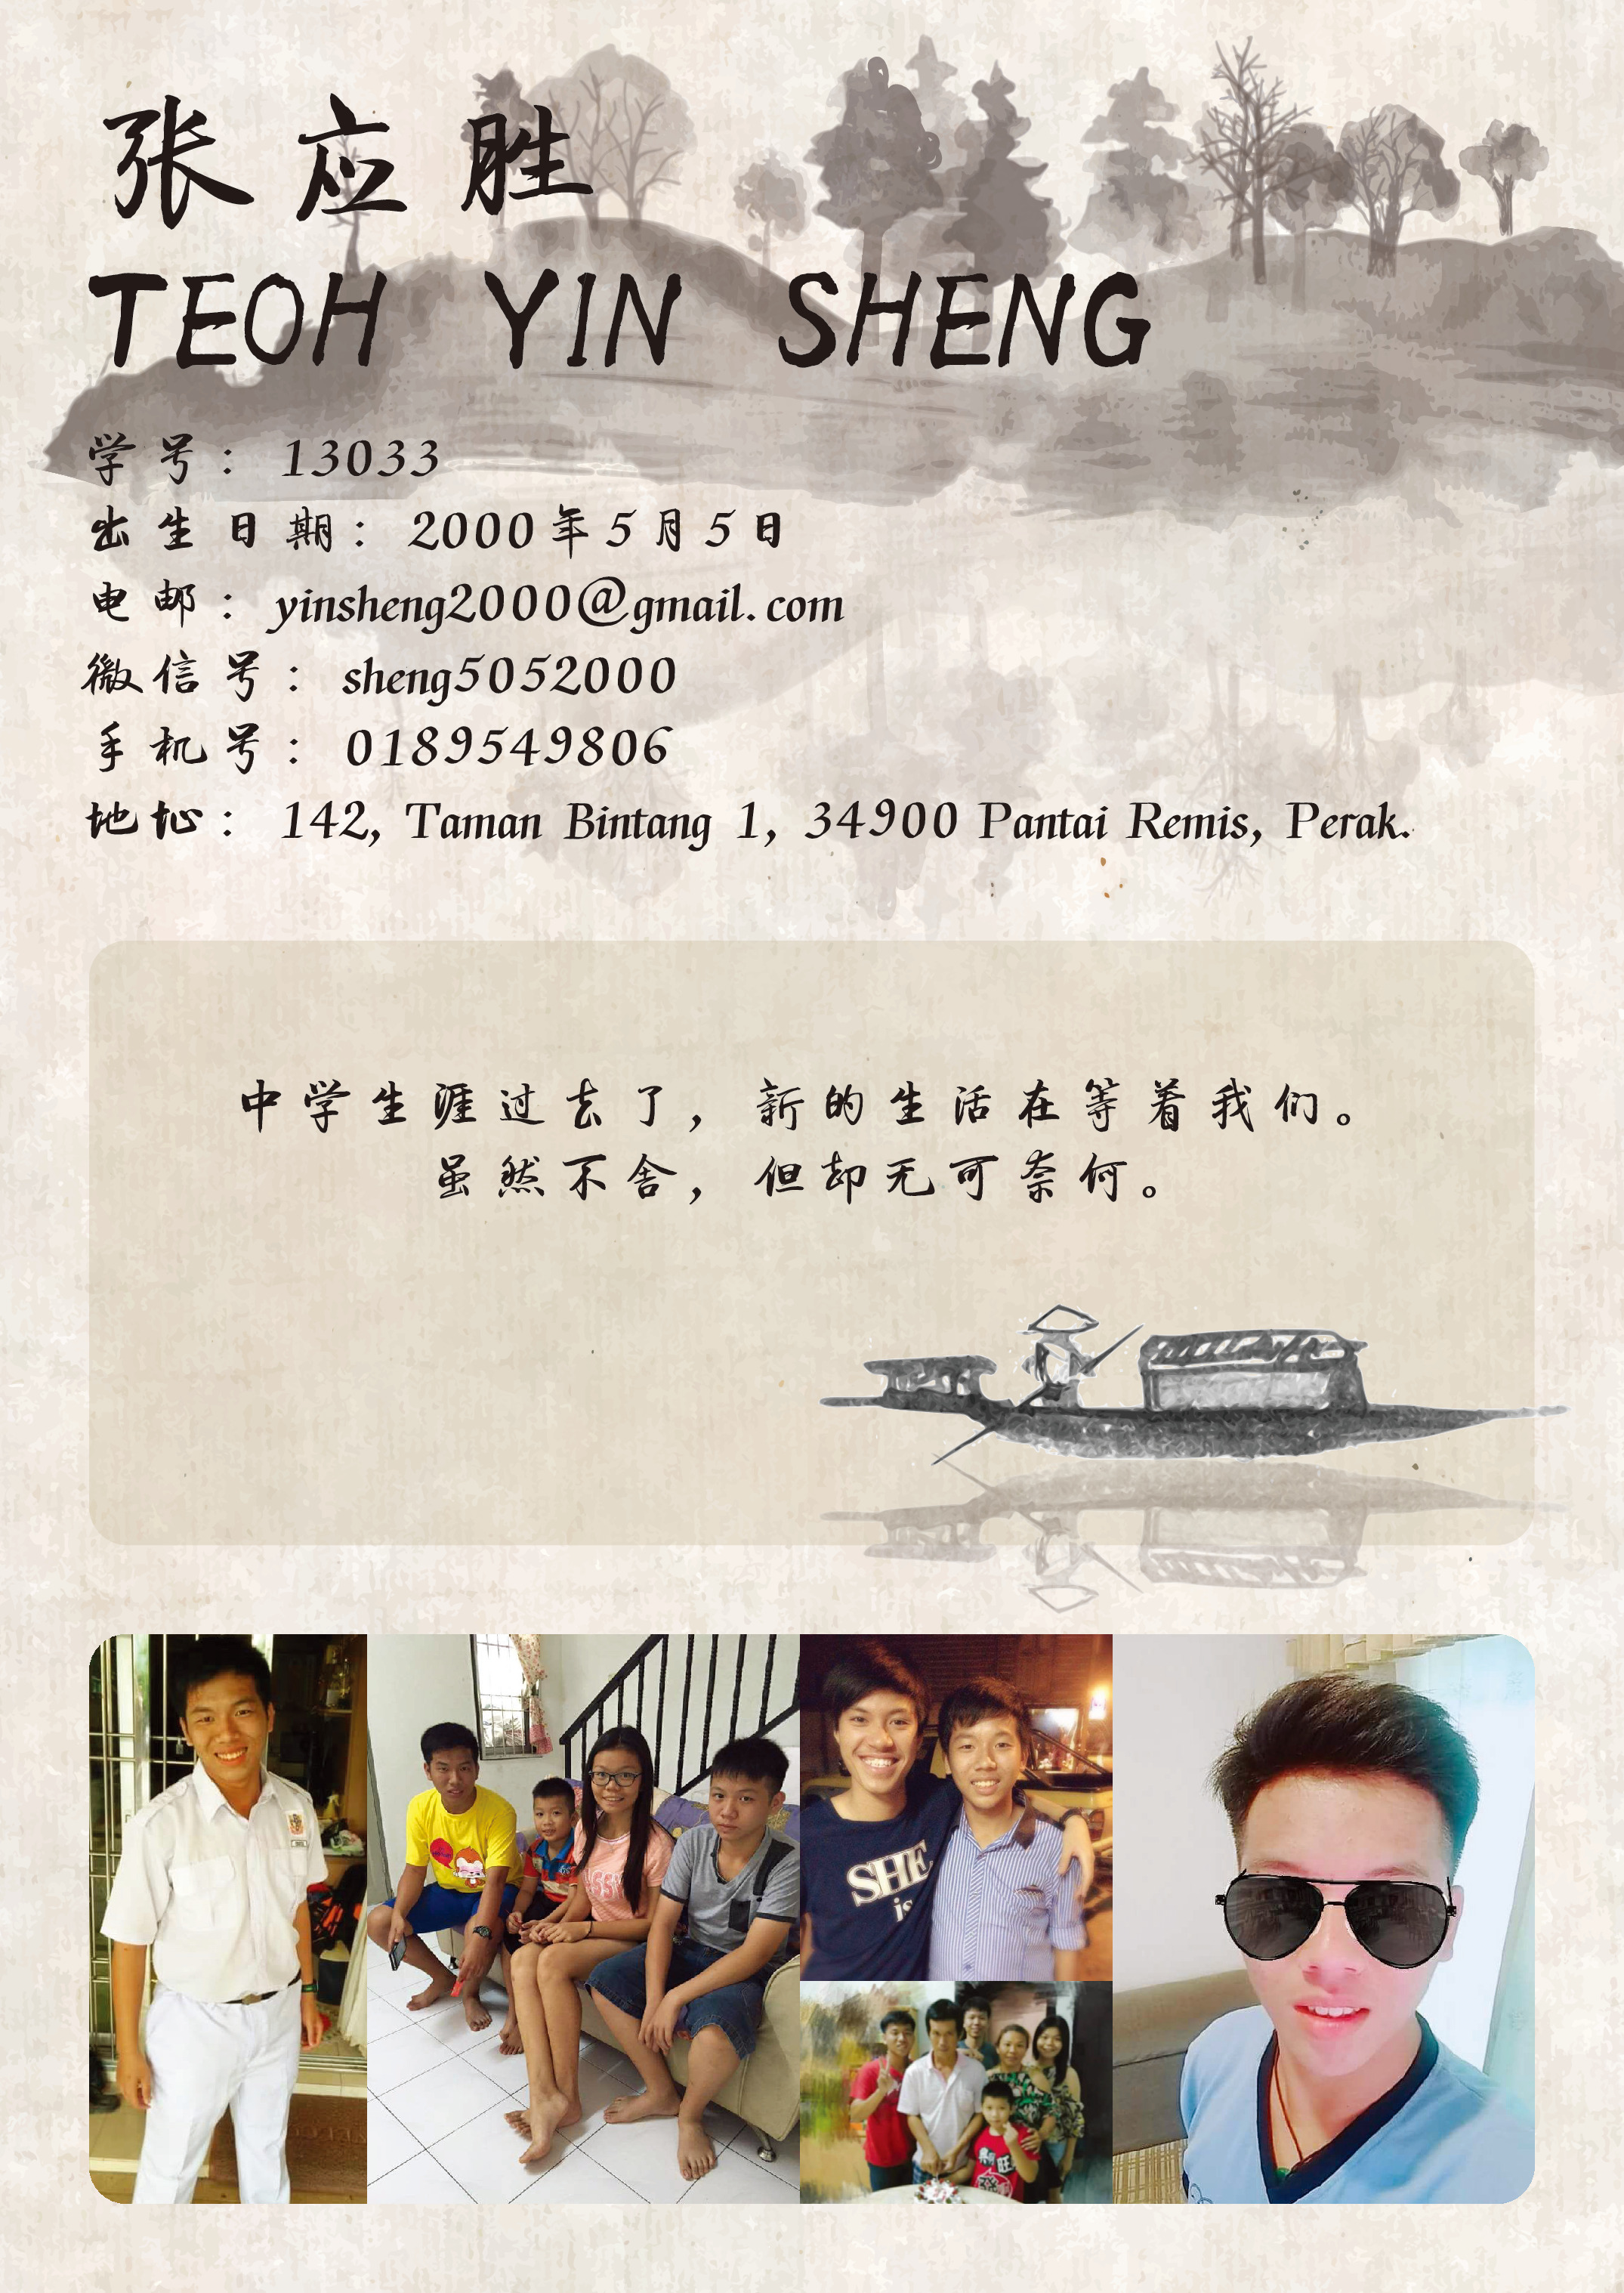 张应胜
TEOH YIN SHENG
学号： 13033
出生日期： 2000年5月5日
电邮： yinsheng2000@gmail.com
微信号： sheng5052000
手机号： 0189549806
地址： 142, Taman Bintang 1, 34900 Pantai Remis, Perak.
中学生涯过去了，新的生活在等着我们。
虽然不舍，但却无可奈何。
SHE
is